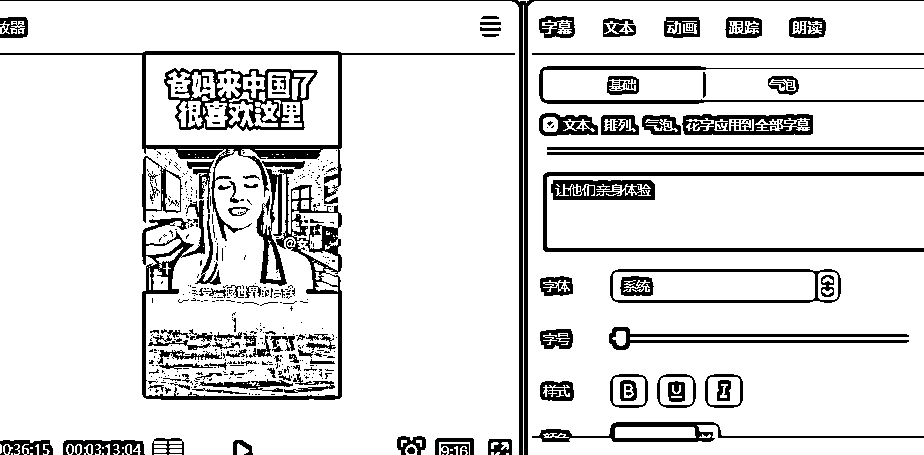 放器
爸妈来中国了
很喜欢这里
00:36:15 00:03:13:04
9:16
字幕 文本 动画 跟踪 朗读
基础 气泡
文本、排列、气泡、花字应用到全部字幕
让他们亲身体验
字体 系统
字号
样式 B U I
颜色